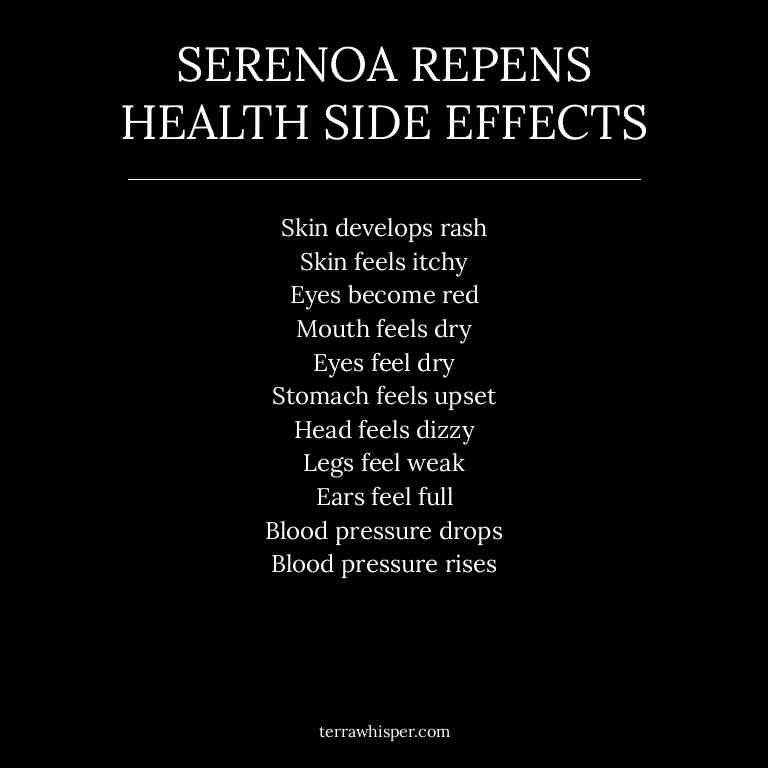 SERENOA REPENS
HEALTH SIDE EFFECTS
Skin develops rash
Skin feels itchy
Eyes become red
Mouth feels dry
Eyes feel dry
Stomach feels upset
Head feels dizzy
Legs feel weak
Ears feel full
Blood pressure drops
Blood pressure rises
terrawhisper.com